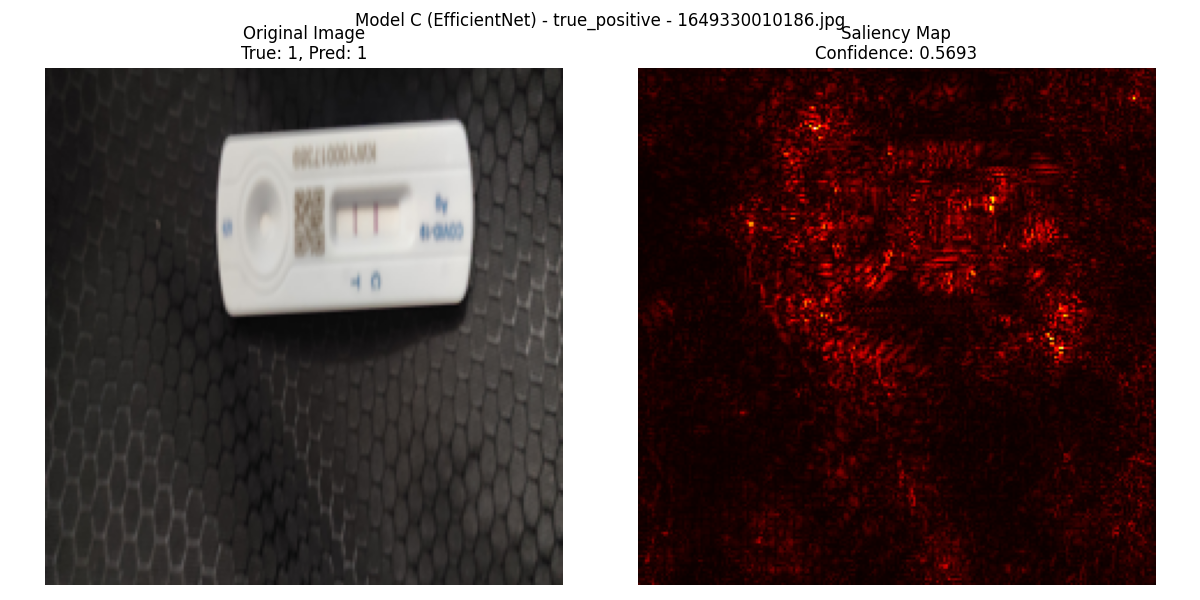 Model C (EfficientNet) - true_positive - 1649330010186.jpg
Original Image
True: 1, Pred: 1
Saliency Map
Confidence: 0.5693
COVID-19
Ag
C
T
S